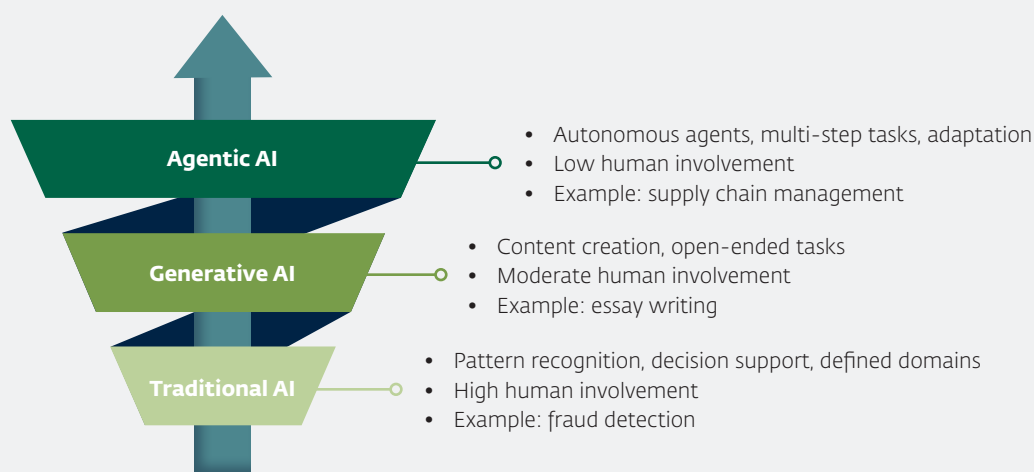 Agentic AI
• Autonomous agents, multi-step tasks, adaptation
• Low human involvement
• Example: supply chain management
Generative AI
• Content creation, open-ended tasks
• Moderate human involvement
• Example: essay writing
Traditional AI
• Pattern recognition, decision support, defined domains
• High human involvement
• Example: fraud detection